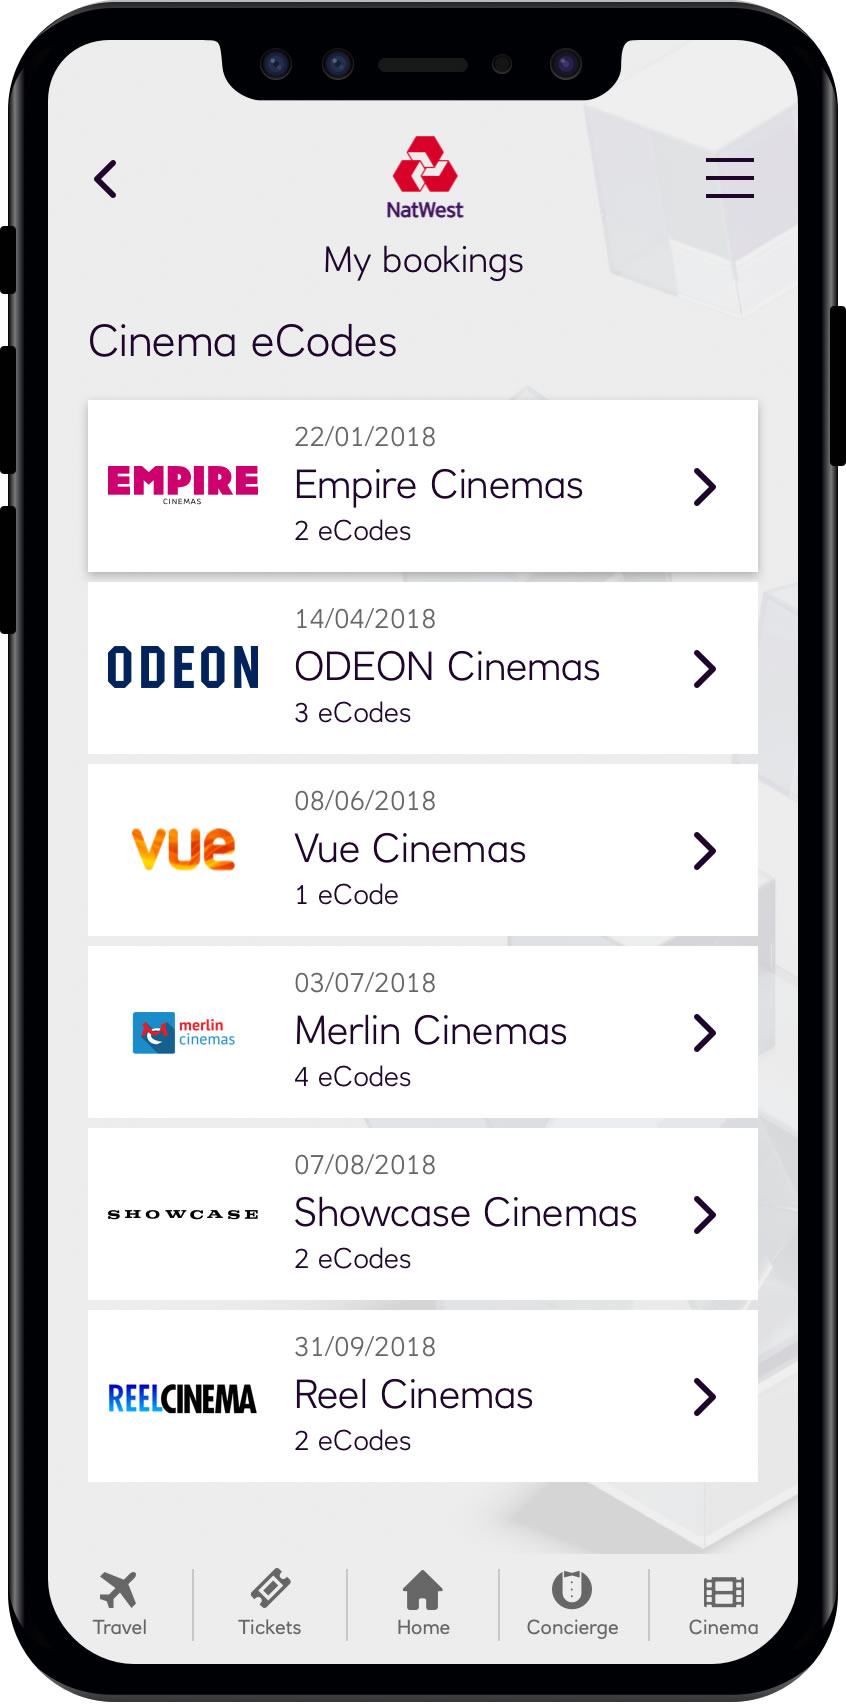 NatWest
My bookings
Cinema eCodes
EMPIRE
CINEMAS
22/01/2018
Empire Cinemas
2 eCodes
ODEON
14/04/2018
ODEON Cinemas
3 eCodes
vue
08/06/2018
Vue Cinemas
1 eCode
merlin
cinemas
03/07/2018
Merlin Cinemas
4 eCodes
SHOWCASE
07/08/2018
Showcase Cinemas
2 eCodes
REELCINEMA
31/09/2018
Reel Cinemas
2 eCodes
Travel
Tickets
Home
Concierge
Cinema